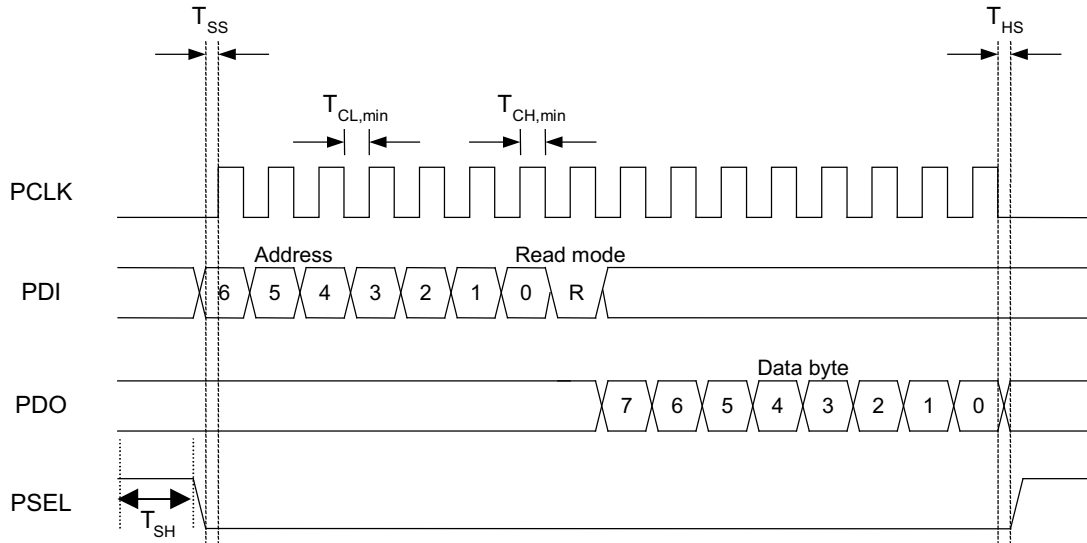 T_SS T_HS
T_CL,min T_CH,min
PCLK
Address Read mode
PDI 6 5 4 3 2 1 0 R
Data byte
PDO 7 6 5 4 3 2 1 0
PSEL
T_SH